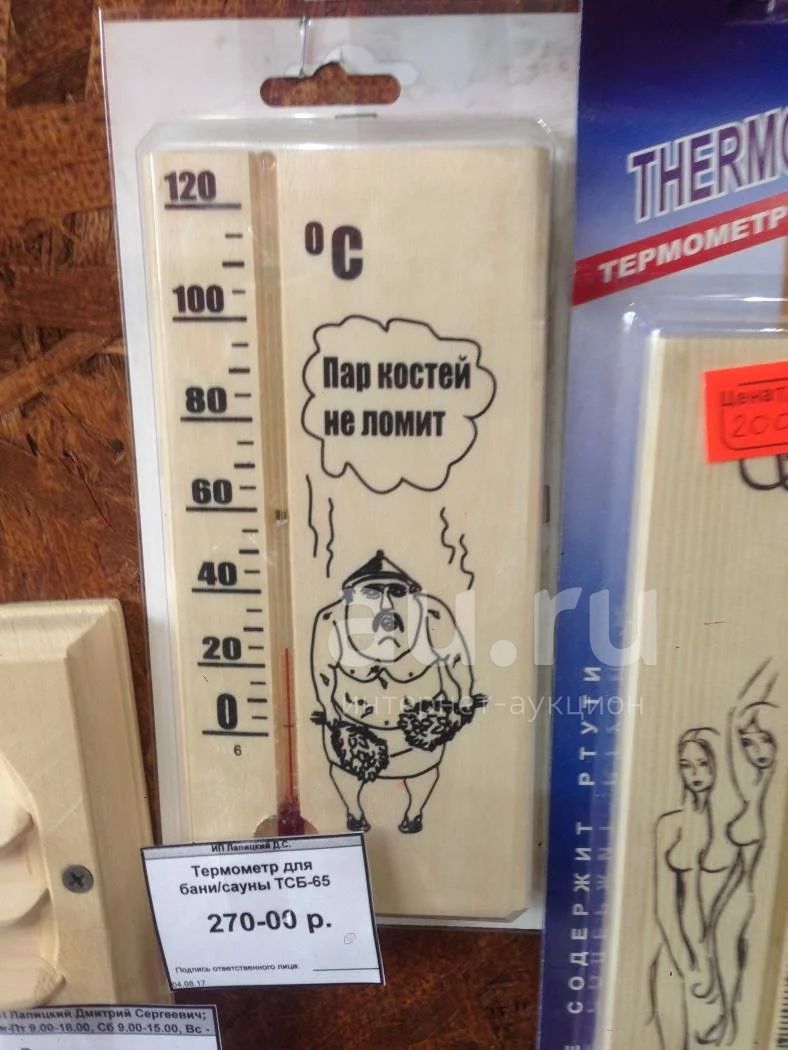 120
100
80
60
40
20
0
6
°C
Пар костей
не ломит
ИП Лапицкий Д.С.
Термометр для
бани/сауны ТСБ-65
270-00 р.
Подпись ответственного лица:
04.08.17
Лапицкий Дмитрий Сергеевич;
9.00-18.00, Сб 9.00-15.00, Вс -
ТЕРМОМЕТР
Цена
200
СОДЕРЖИТ РТУТИ
au.ru
интернет-аукцион